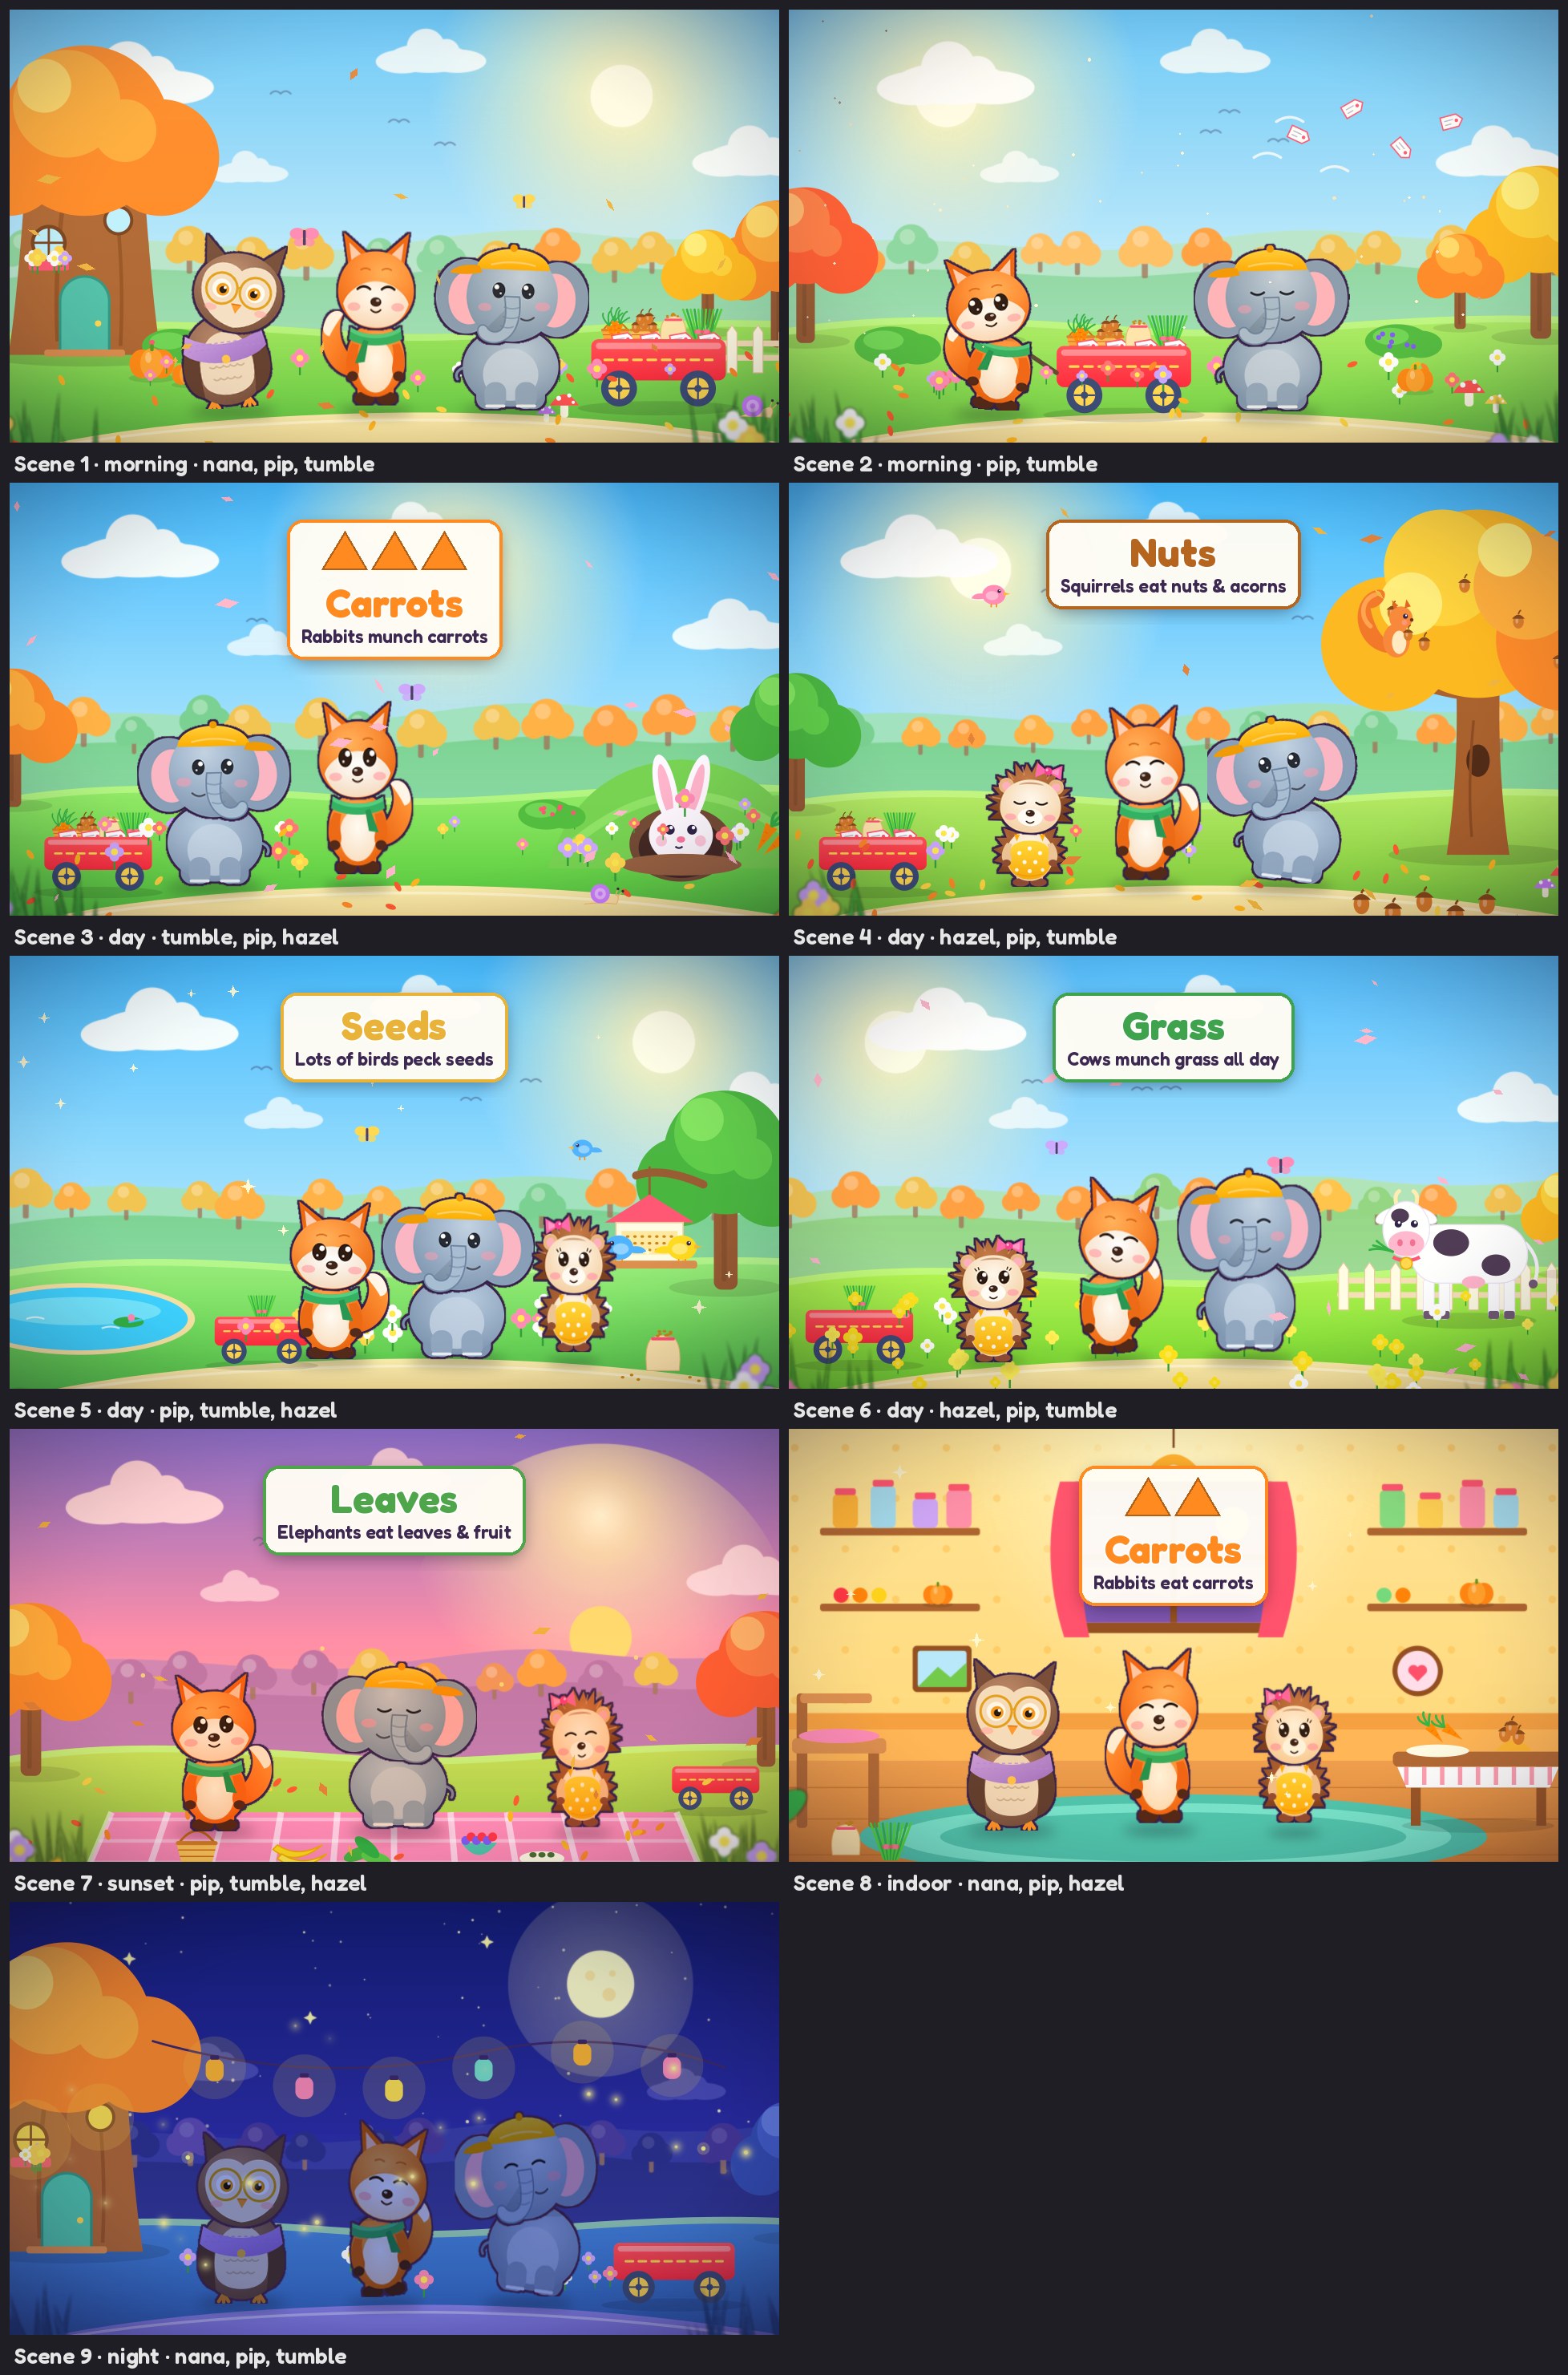 Scene 1 · morning · nana, pip, tumble
Scene 2 · morning · pip, tumble
Carrots
Rabbits munch carrots
Scene 3 · day · tumble, pip, hazel
Nuts
Squirrels eat nuts & acorns
Scene 4 · day · hazel, pip, tumble
Seeds
Lots of birds peck seeds
Scene 5 · day · pip, tumble, hazel
Grass
Cows munch grass all day
Scene 6 · day · hazel, pip, tumble
Leaves
Elephants eat leaves & fruit
Scene 7 · sunset · pip, tumble, hazel
Carrots
Rabbits eat carrots
Scene 8 · indoor · nana, pip, hazel
Scene 9 · night · nana, pip, tumble